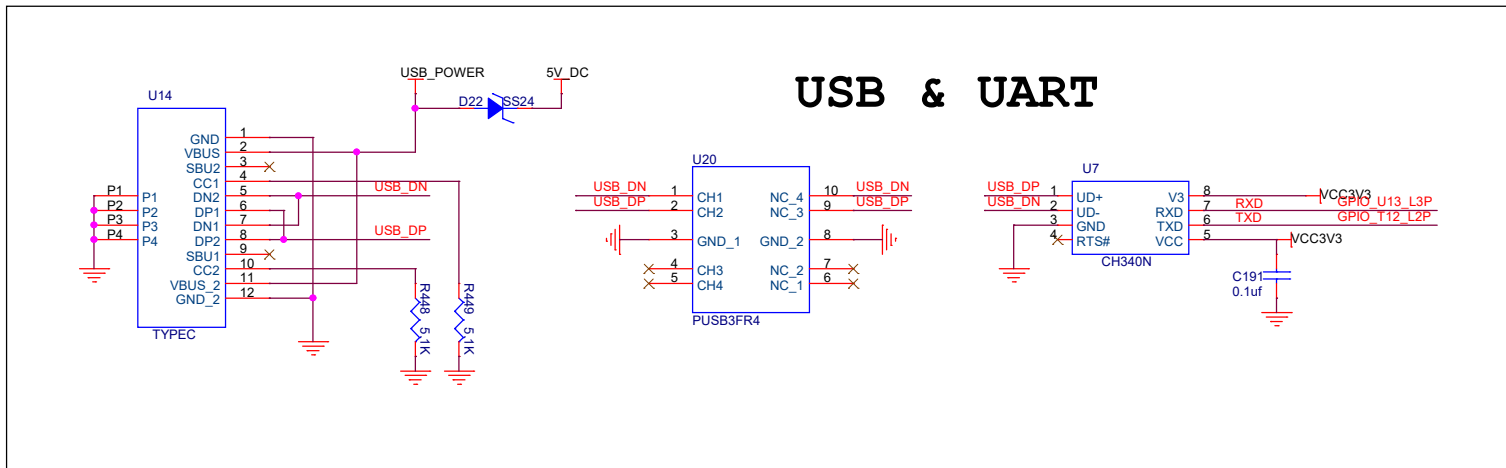 USB & UART
USB_POWER
5V_DC
D22
SS24
U14
GND 1
VBUS 2
SBU2 3
CC1 4
DN2 5
DP1 6
DN1 7
DP2 8
SBU1 9
CC2 10
VBUS_2 11
GND_2 12
P1 P1
P2 P2
P3 P3
P4 P4
TYPEC
USB_DN
USB_DP
R448
5.1K
R449
5.1K
U20
USB_DN 1 CH1 NC_4 10 USB_DN
USB_DP 2 CH2 NC_3 9 USB_DP
3 GND_1 GND_2 8
4 CH3 NC_2 7
5 CH4 NC_1 6
PUSB3FR4
U7
USB_DP 1 UD+ V3 8 VCC3V3
USB_DN 2 UD- RXD 7 RXD GPIO_U13_L3P
3 GND TXD 6 TXD GPIO_T12_L2P
4 RTS# VCC 5 VCC3V3
CH340N
C191
0.1uf